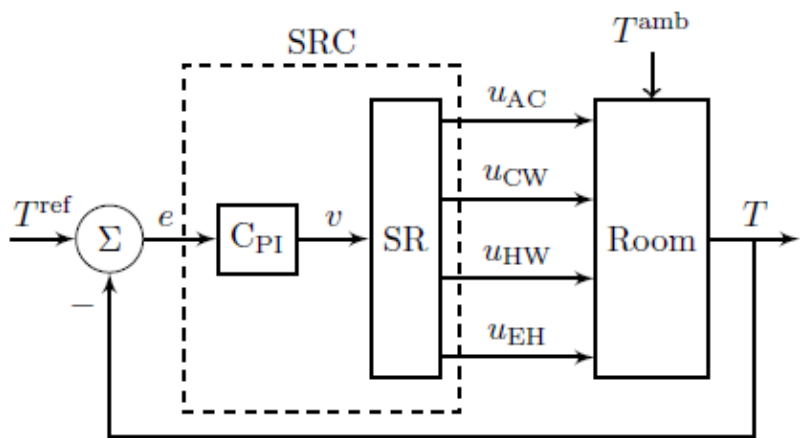 SRC
T^amb
u_AC
u_CW
T^ref
Σ
e
C_PI
v
SR
Room
T
u_HW
−
u_EH